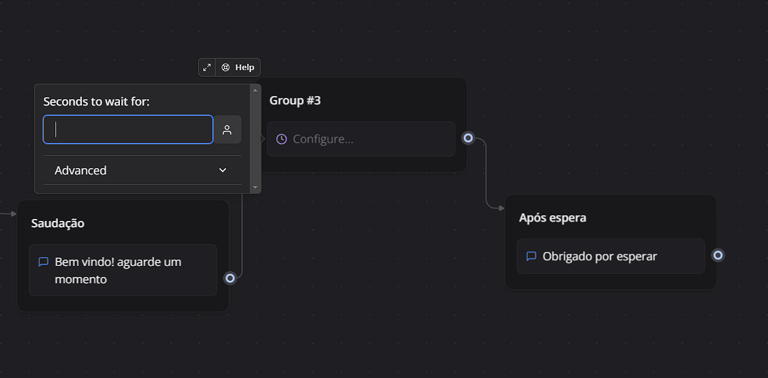 Help
Seconds to wait for:
Advanced
Group #3
Configure...
Saudação
Bem vindo! aguarde um
momento
Após espera
Obrigado por esperar